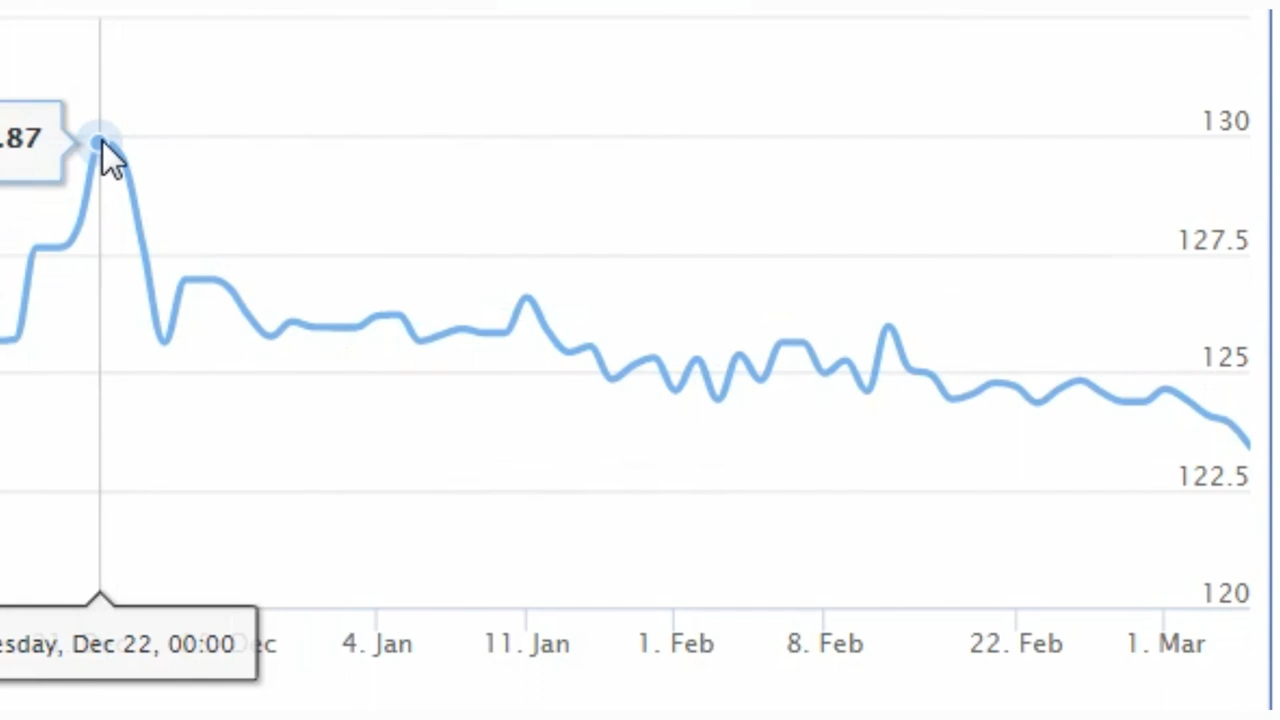 130
.87
127.5
125
122.5
120
esday, Dec 22, 00:00
Dec
4. Jan
11. Jan
1. Feb
8. Feb
22. Feb
1. Mar